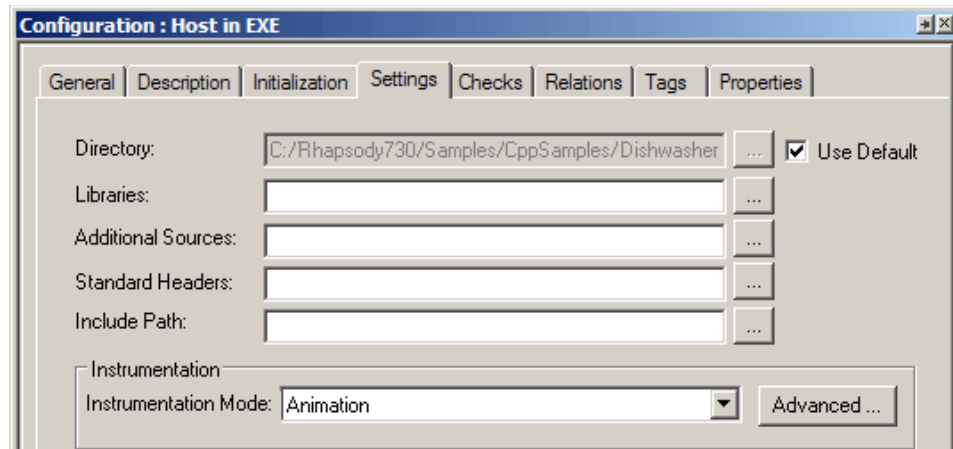 Configuration : Host in EXE
General Description Initialization Settings Checks Relations Tags Properties
Directory: C:/Rhapsody730/Samples/CppSamples/Dishwasher ... Use Default
Libraries: ...
Additional Sources: ...
Standard Headers: ...
Include Path: ...
Instrumentation
Instrumentation Mode: Animation Advanced ...